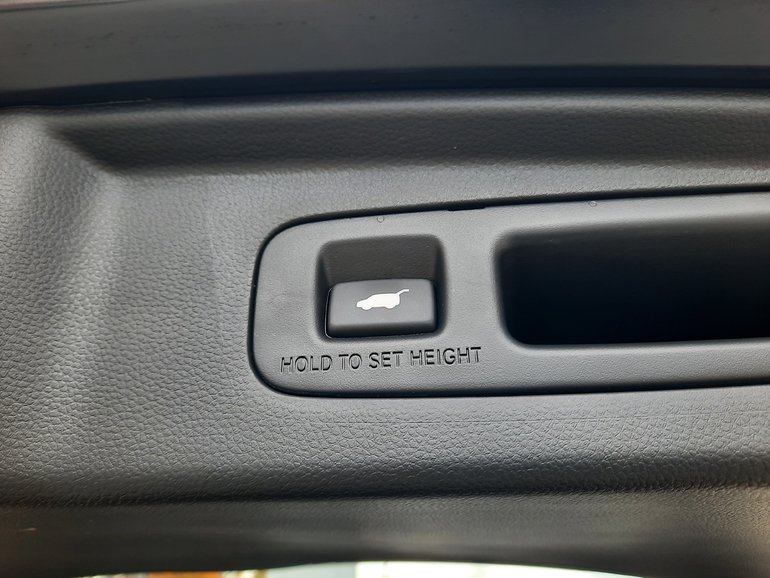 HOLD TO SET HEIGHT